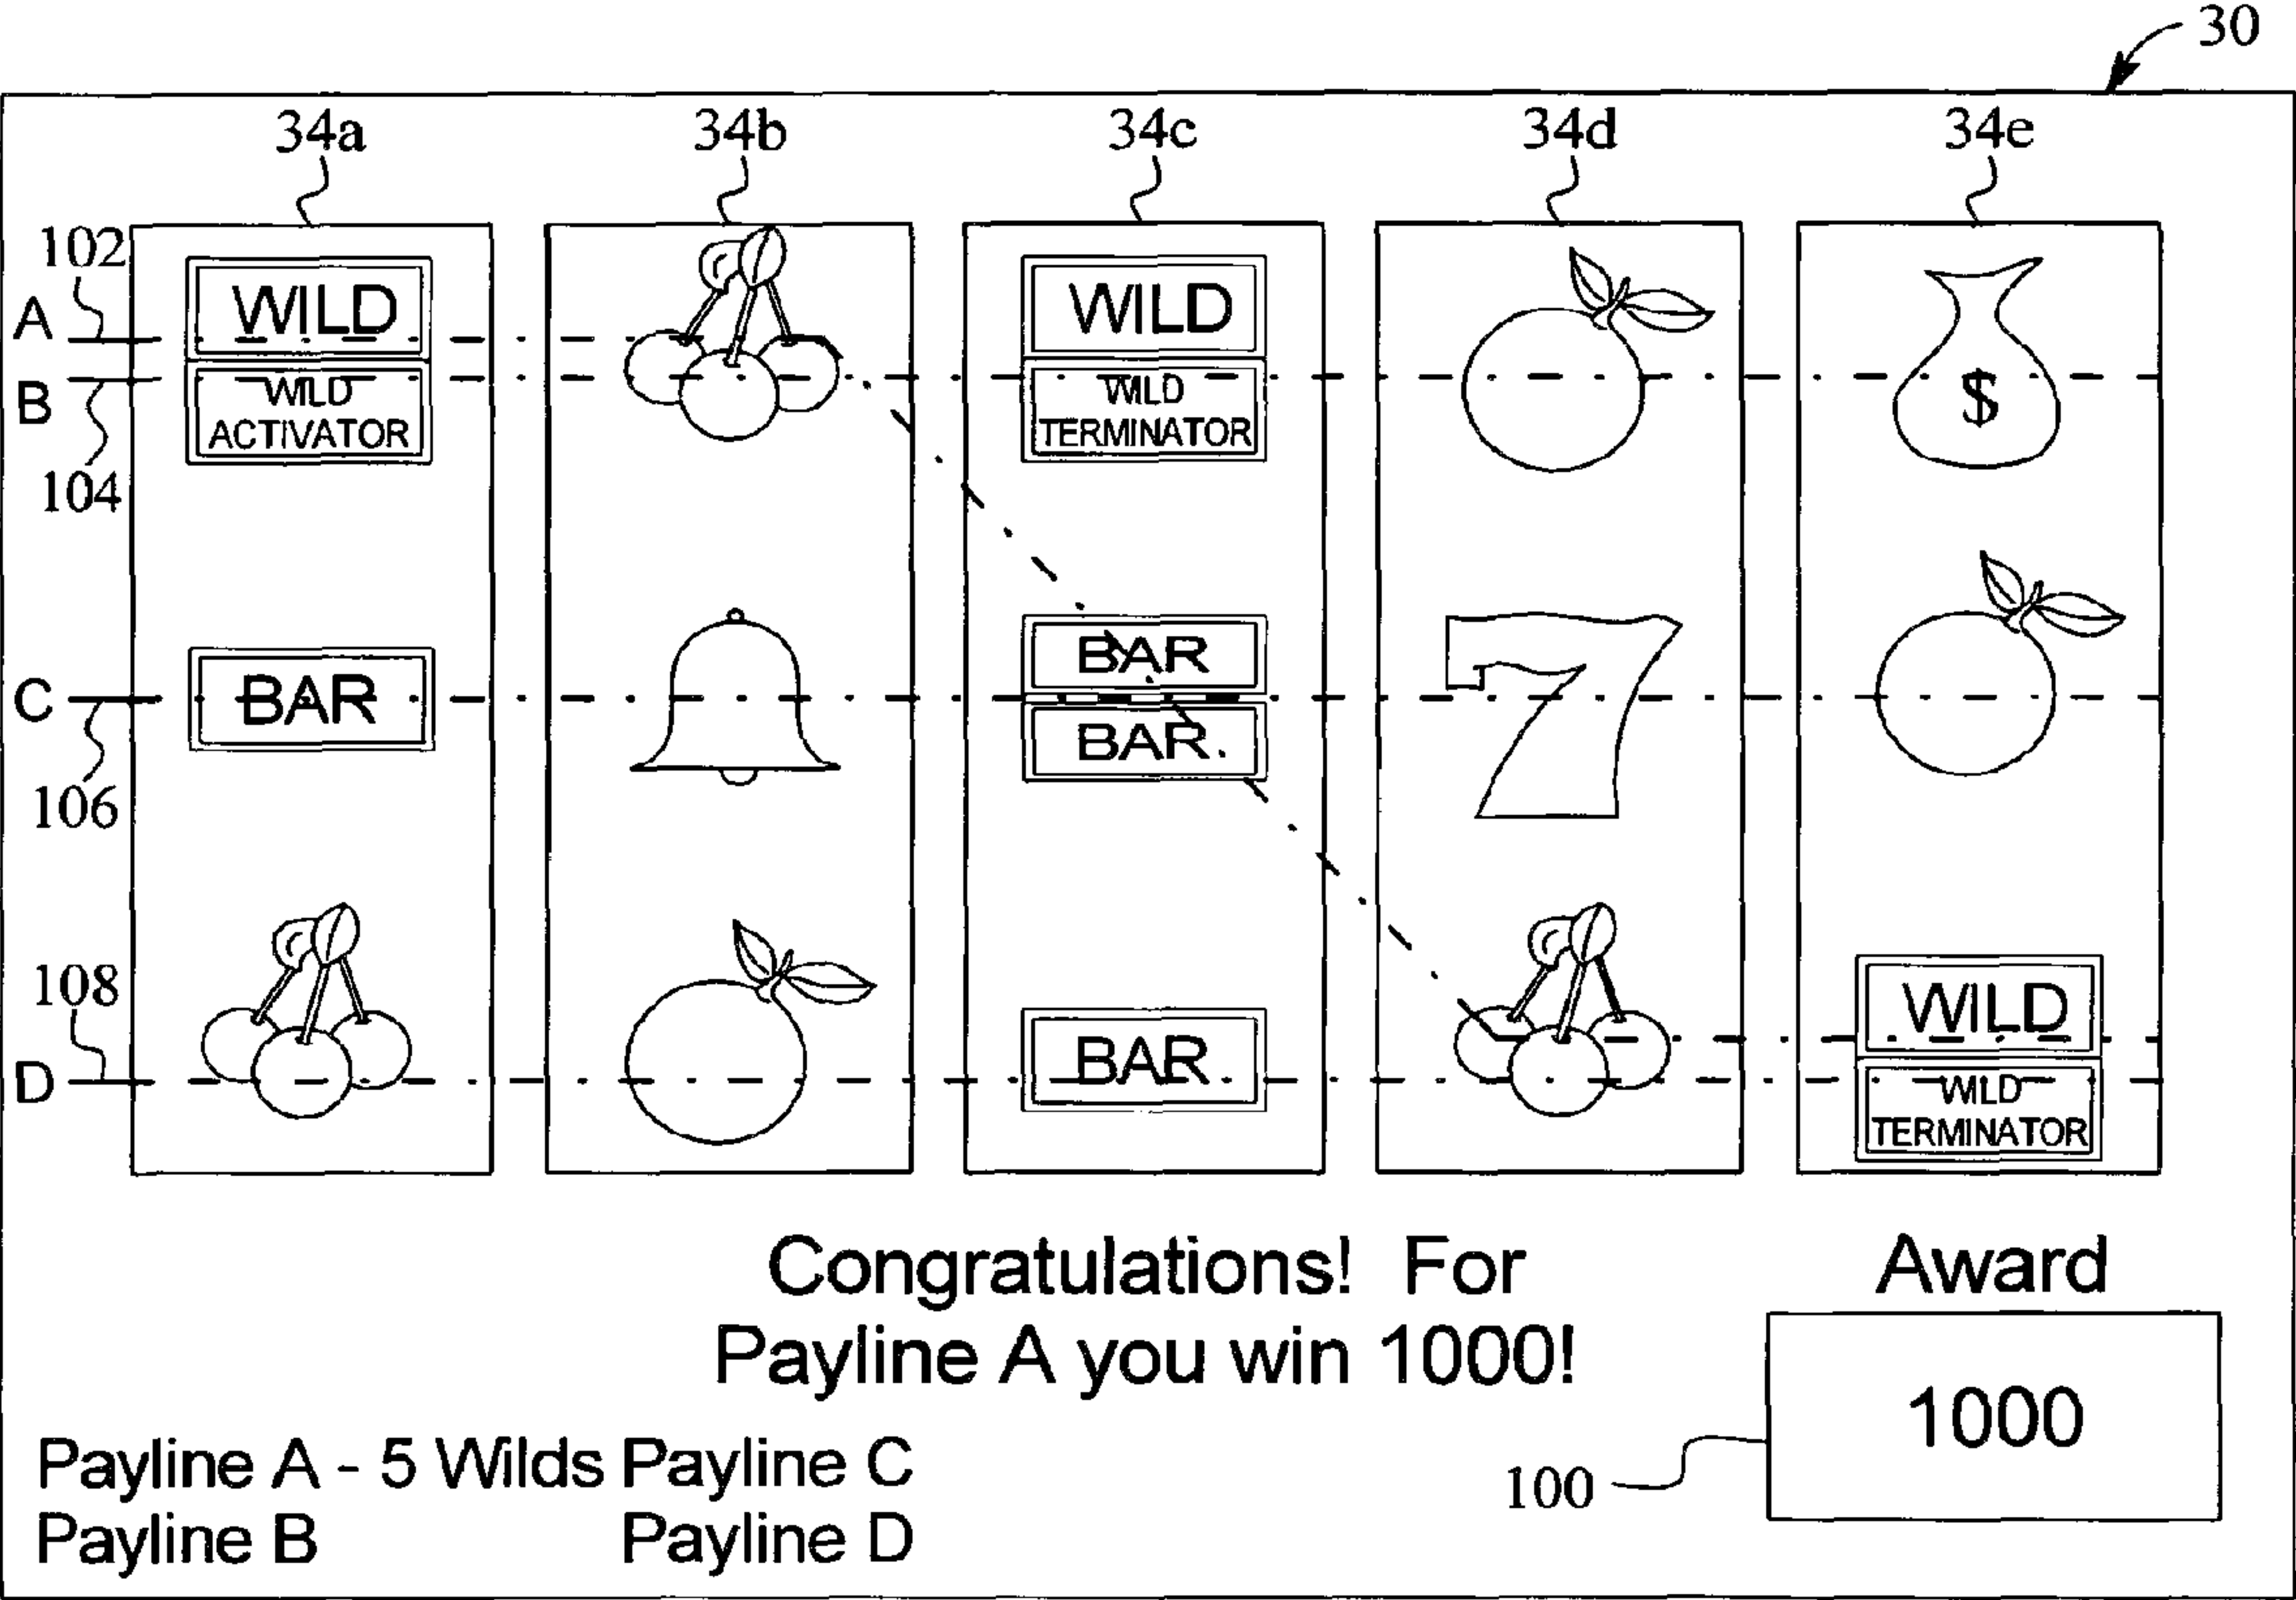 30
34a 34b 34c 34d 34e
102
A
WILD
WILD
B
WILD
ACTIVATOR
WILD
TERMINATOR
$
104
C
BAR
BAR
BAR
7
106
108
D
BAR
WILD
WILD
TERMINATOR
Congratulations! For
Payline A you win 1000!
Award
1000
100
Payline A - 5 Wilds Payline C
Payline B Payline D